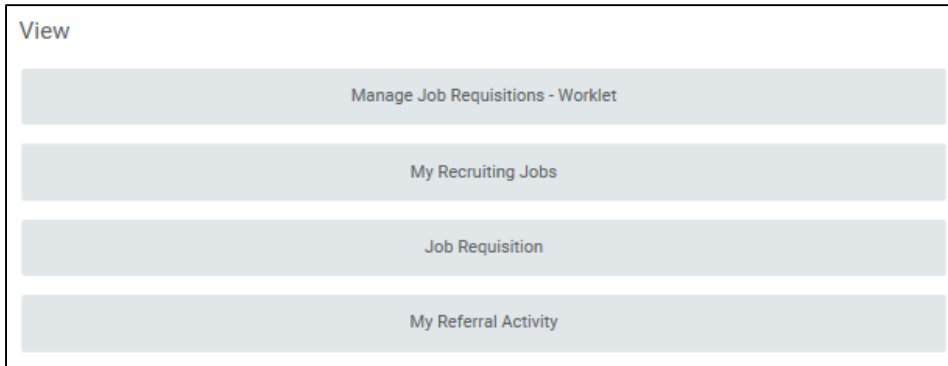 View
Manage Job Requisitions - Worklet
My Recruiting Jobs
Job Requisition
My Referral Activity